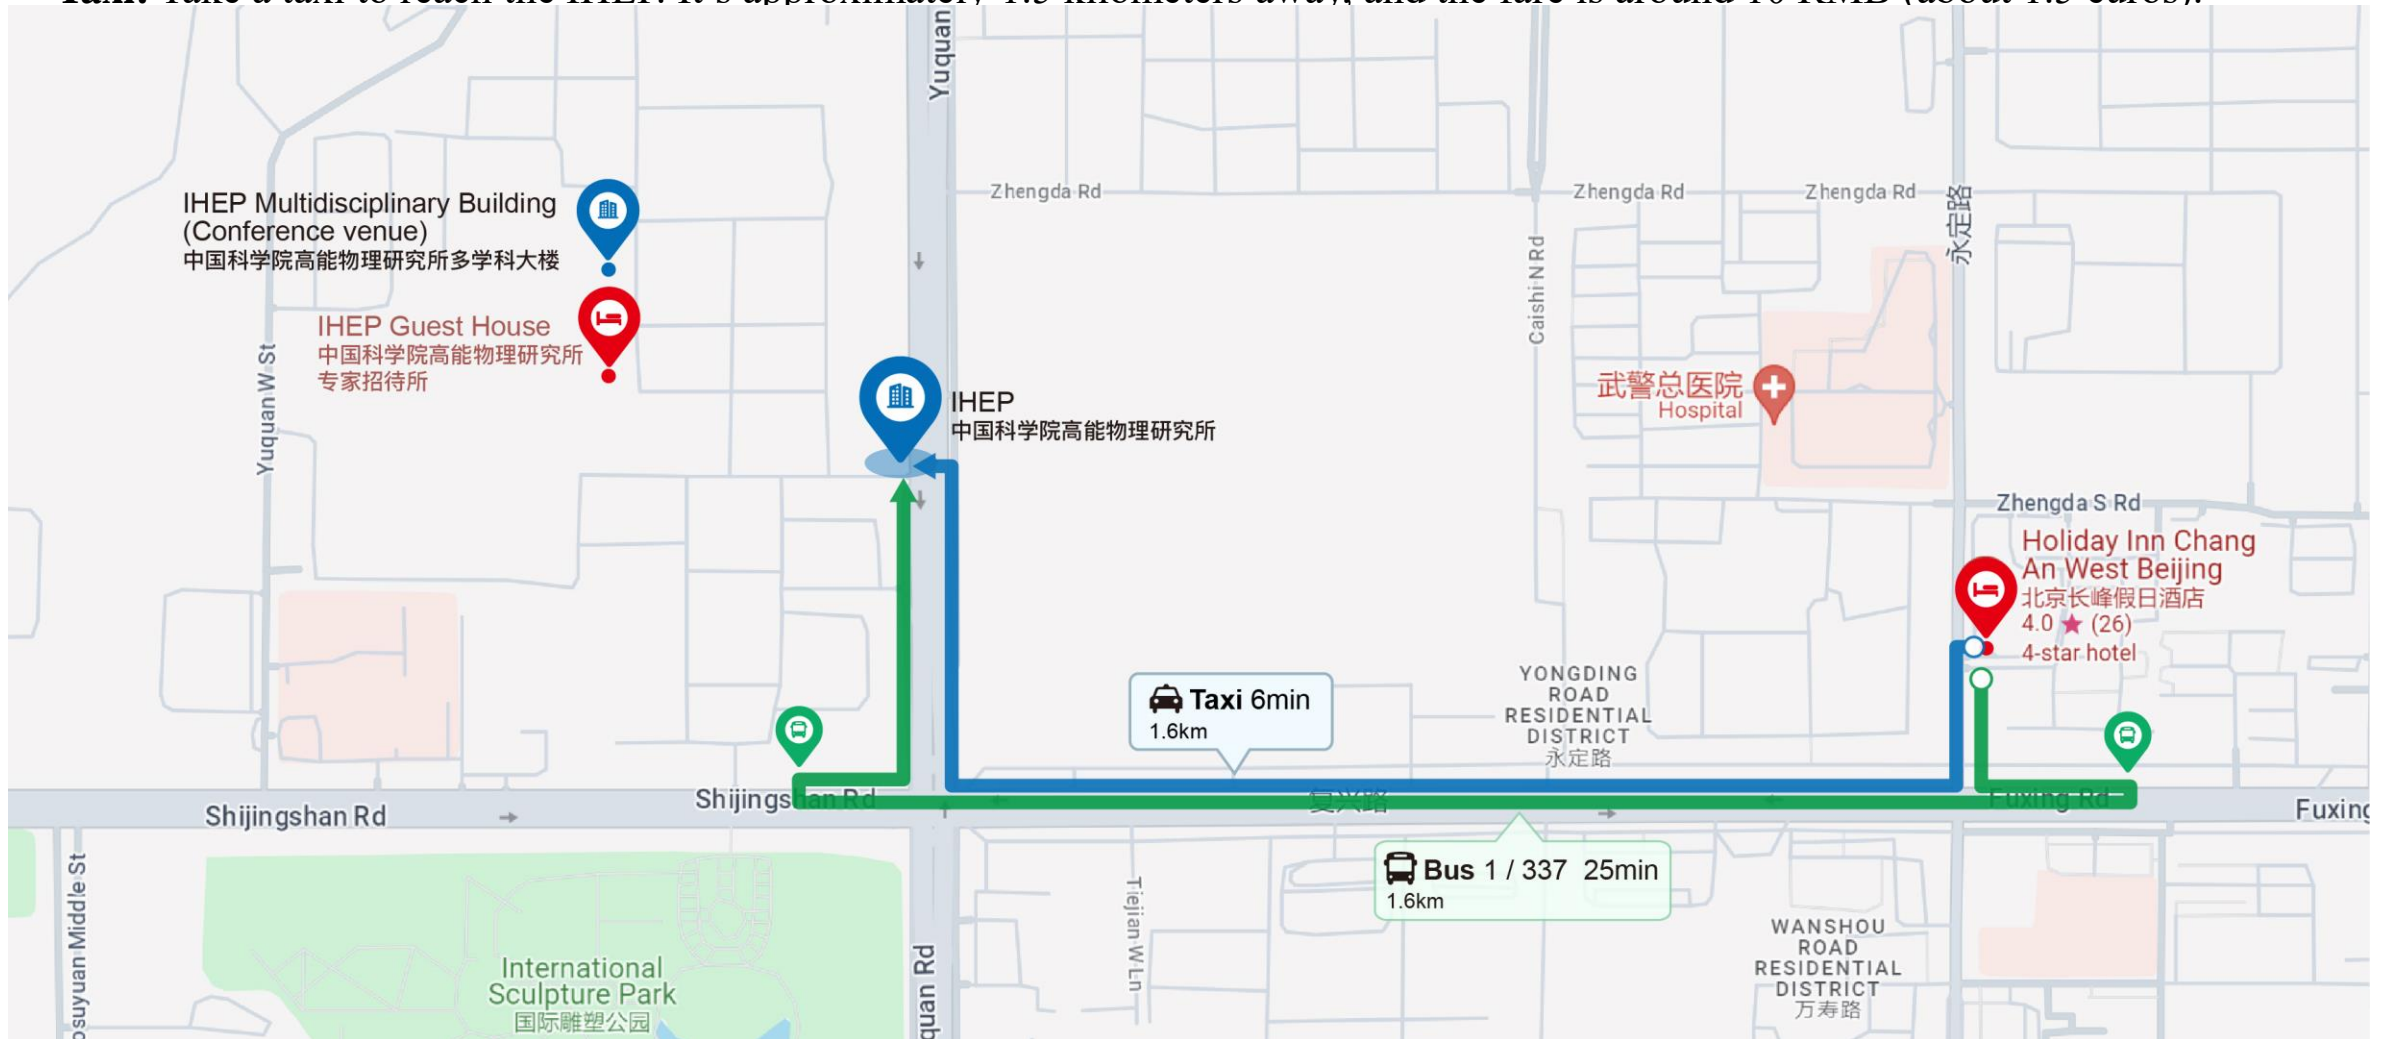 Yuquan
Zhengda Rd
Zhengda Rd
Zhengda Rd
永定路
IHEP Multidisciplinary Building
(Conference venue)
中国科学院高能物理研究所多学科大楼
Caishi N Rd
IHEP Guest House
中国科学院高能物理研究所
专家招待所
Yuquan W St
武警总医院
Hospital
IHEP
中国科学院高能物理研究所
Zhengda S Rd
Holiday Inn Chang
An West Beijing
北京长峰假日酒店
4.0 ★ (26)
4-star hotel
YONGDING
ROAD
RESIDENTIAL
DISTRICT
永定路
Taxi 6min
1.6km
Shijingshan Rd
Shijingshan Rd
复兴路
Fuxing Rd
Fuxing
Bus 1 / 337 25min
1.6km
Tiejian W Ln
WANSHOU
ROAD
RESIDENTIAL
DISTRICT
万寿路
International
Sculpture Park
国际雕塑公园
osuyuan Middle St
quan Rd